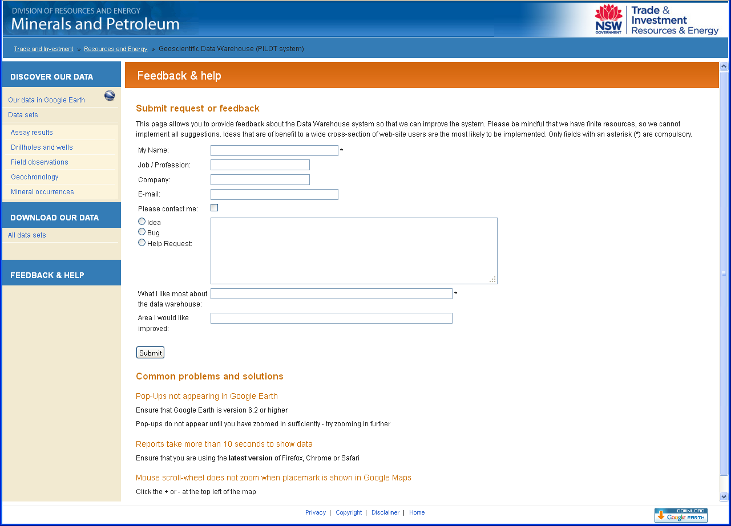 DIVISION OF RESOURCES AND ENERGY
Minerals and Petroleum
NSW GOVERNMENT
Trade &
Investment
Resources & Energy
Trade and Investment > Resources and Energy > Geoscientific Data Warehouse (PILOT system)
DISCOVER OUR DATA
Our data in Google Earth
Data sets
Assay results
Drillholes and wells
Field observations
Geochronology
Mineral occurrences
DOWNLOAD OUR DATA
All data sets
FEEDBACK & HELP
Feedback & help
Submit request or feedback
This page allows you to provide feedback about the Data Warehouse system so that we can improve the system. Please be mindful that we have finite resources, so we cannot
implement all suggestions. Ideas that are of benefit to a wide cross-section of web-site users are the most likely to be implemented. Only fields with an asterisk (*) are compulsory.
My Name: *
Job / Profession:
Company:
E-mail:
Please contact me:
Idea
Bug
Help Request:
What I like most about *
the data warehouse:
Area I would like
improved:
Submit
Common problems and solutions
Pop-Ups not appearing in Google Earth
Ensure that Google Earth is version 6.2 or higher
Pop-ups do not appear until you have zoomed in sufficiently - try zooming in further
Reports take more than 10 seconds to show data
Ensure that you are using the latest version of Firefox, Chrome or Safari
Mouse scroll-wheel does not zoom when placemark is shown in Google Maps
Click the + or - at the top left of the map
Privacy | Copyright | Disclaimer | Home
DOWNLOAD
Google EARTH